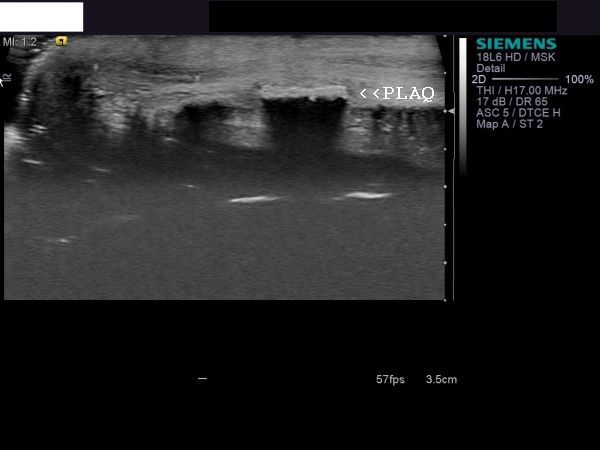 MI: 1.2
SIEMENS
18L6 HD / MSK
Detail
2D 100%
THI / H17.00 MHz
17 dB / DR 65
ASC 5 / DTCE H
Map A / ST 2
<<PLAQ
57fps 3.5cm